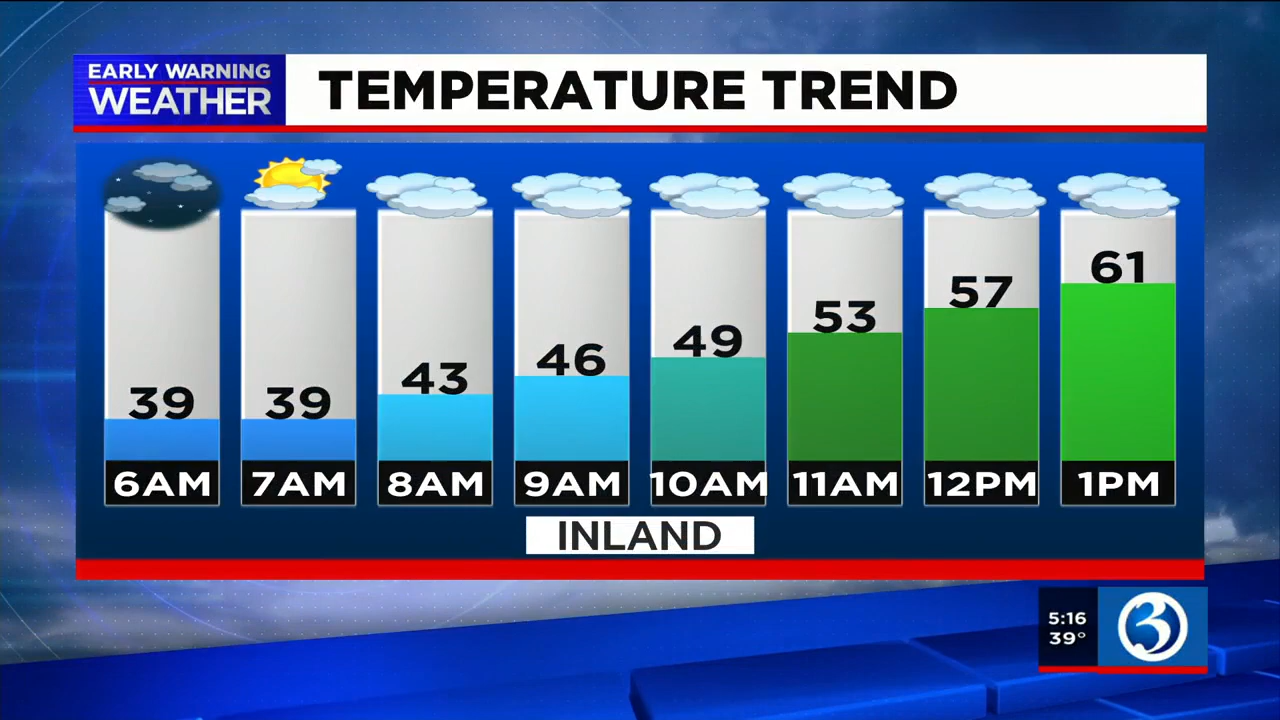 EARLY WARNING
WEATHER
TEMPERATURE TREND
39
39
43
46
49
53
57
61
6AM
7AM
8AM
9AM
10AM
11AM
12PM
1PM
INLAND
5:16
39°
3